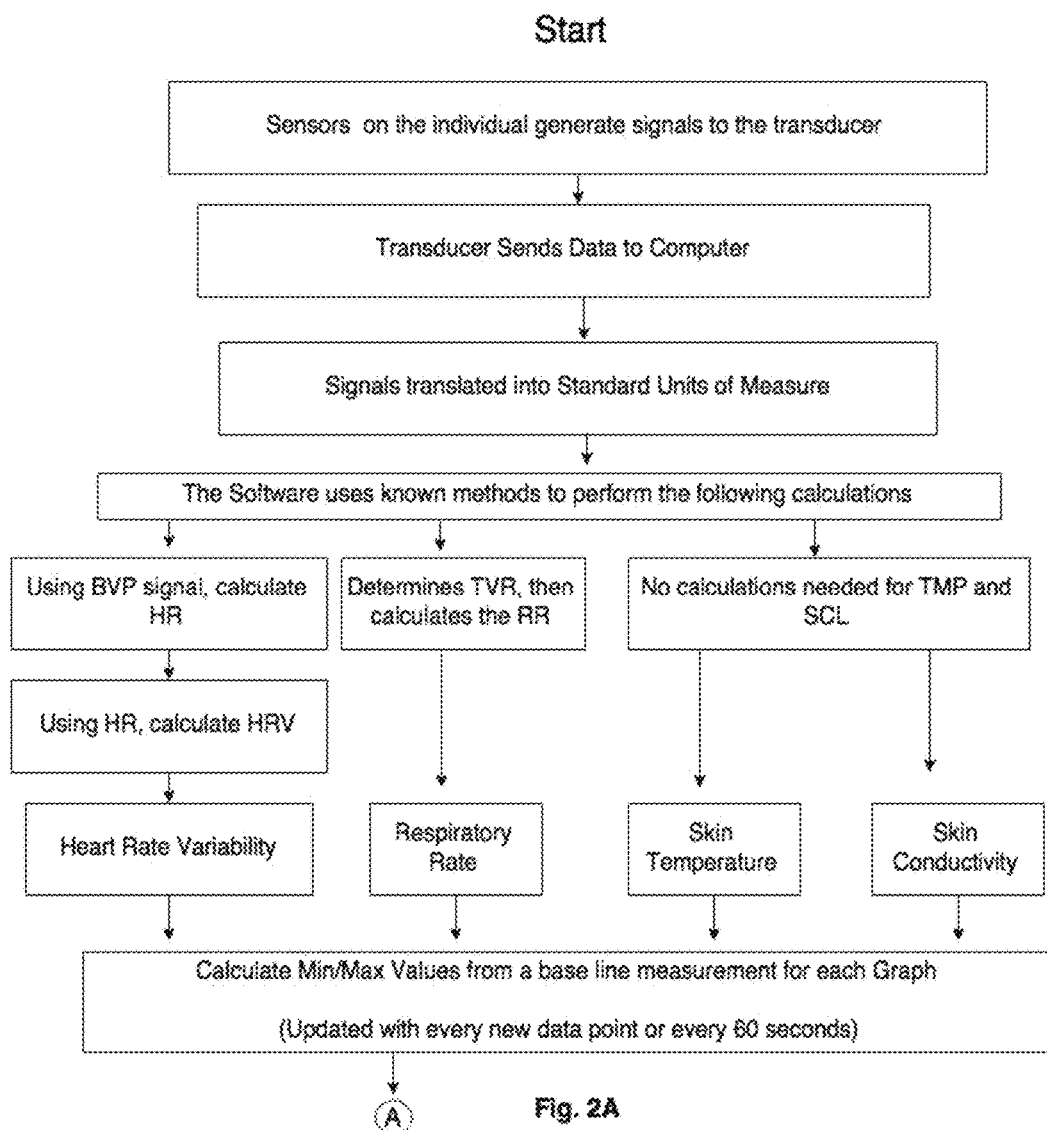 Start
Sensors on the individual generate signals to the transducer
Transducer Sends Data to Computer
Signals translated into Standard Units of Measure
The Software uses known methods to perform the following calculations
Using BVP signal, calculate
HR
Determines TVR, then
calculates the RR
No calculations needed for TMP and
SCL
Using HR, calculate HRV
Heart Rate Variability
Respiratory
Rate
Skin
Temperature
Skin
Conductivity
Calculate Min/Max Values from a base line measurement for each Graph
(Updated with every new data point or every 60 seconds)
A
Fig. 2A